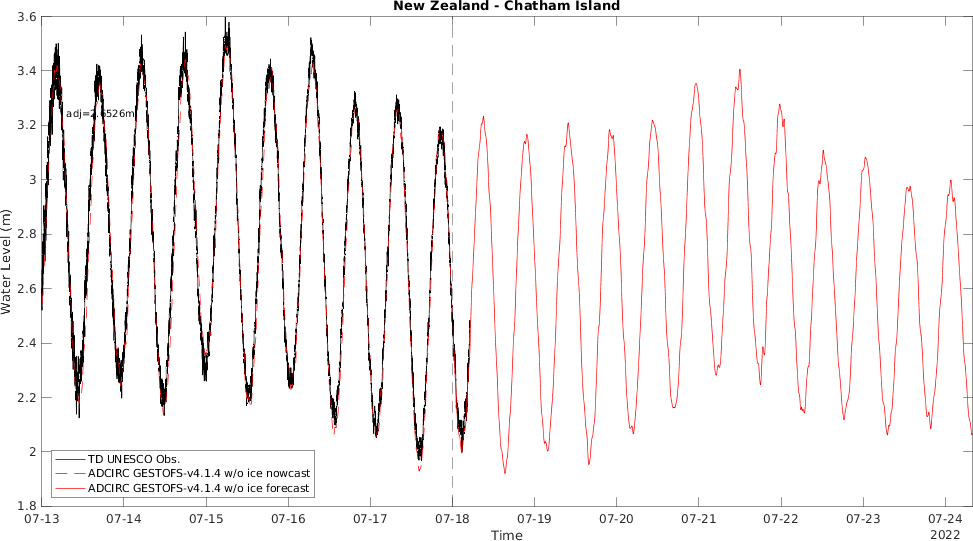 New Zealand - Chatham Island
3.6
3.4
3.2
3
2.8
2.6
2.4
2.2
2
1.8
Water Level (m)
adj=2.6526m
TD UNESCO Obs.
ADCIRC GESTOFS-v4.1.4 w/o ice nowcast
ADCIRC GESTOFS-v4.1.4 w/o ice forecast
07-13 07-14 07-15 07-16 07-17 07-18 07-19 07-20 07-21 07-22 07-23 07-24
2022
Time